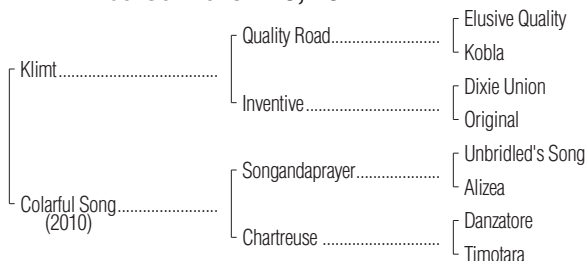 Elusive Quality
Quality Road
Kobla
Klimt
Dixie Union
Inventive
Original
Unbridled's Song
Songandaprayer
Alizea
Colarful Song
(2010)
Danzatore
Chartreuse
Timotara